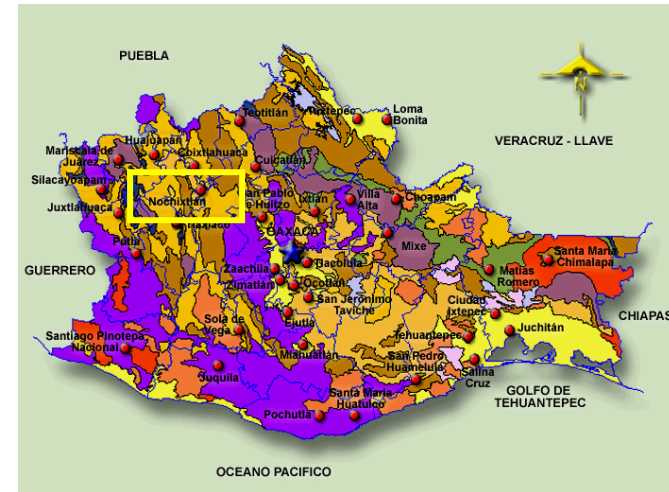 PUEBLA
N
VERACRUZ - LLAVE
Teotitlán
Tuxtepec
Loma
Bonita
Huajuapan
Mariscala de
Juárez
Coixtlahuaca
Cuicatlán
Silacayoapam
Nochixtlán
San Pablo
Huitzo
Ixtlán
Villa
Alta
Choapam
Juxtlahuaca
Tlaxiaco
OAXACA
Mixe
Putla
Tlacolula
Santa María
Chimalapa
GUERRERO
Zaachila
Zimatlán
Ocotlán
Matías
Romero
San Jerónimo
Taviche
Ciudad
Ixtepec
CHIAPAS
Sola de
Vega
Ejutla
Juchitán
Santiago Pinotepa
Nacional
Tehuantepec
Miahuatlán
San Pedro
Huamelula
Salina
Cruz
Juquila
Santa María
Huatulco
GOLFO DE
TEHUANTEPEC
Pochutla
OCEANO PACIFICO